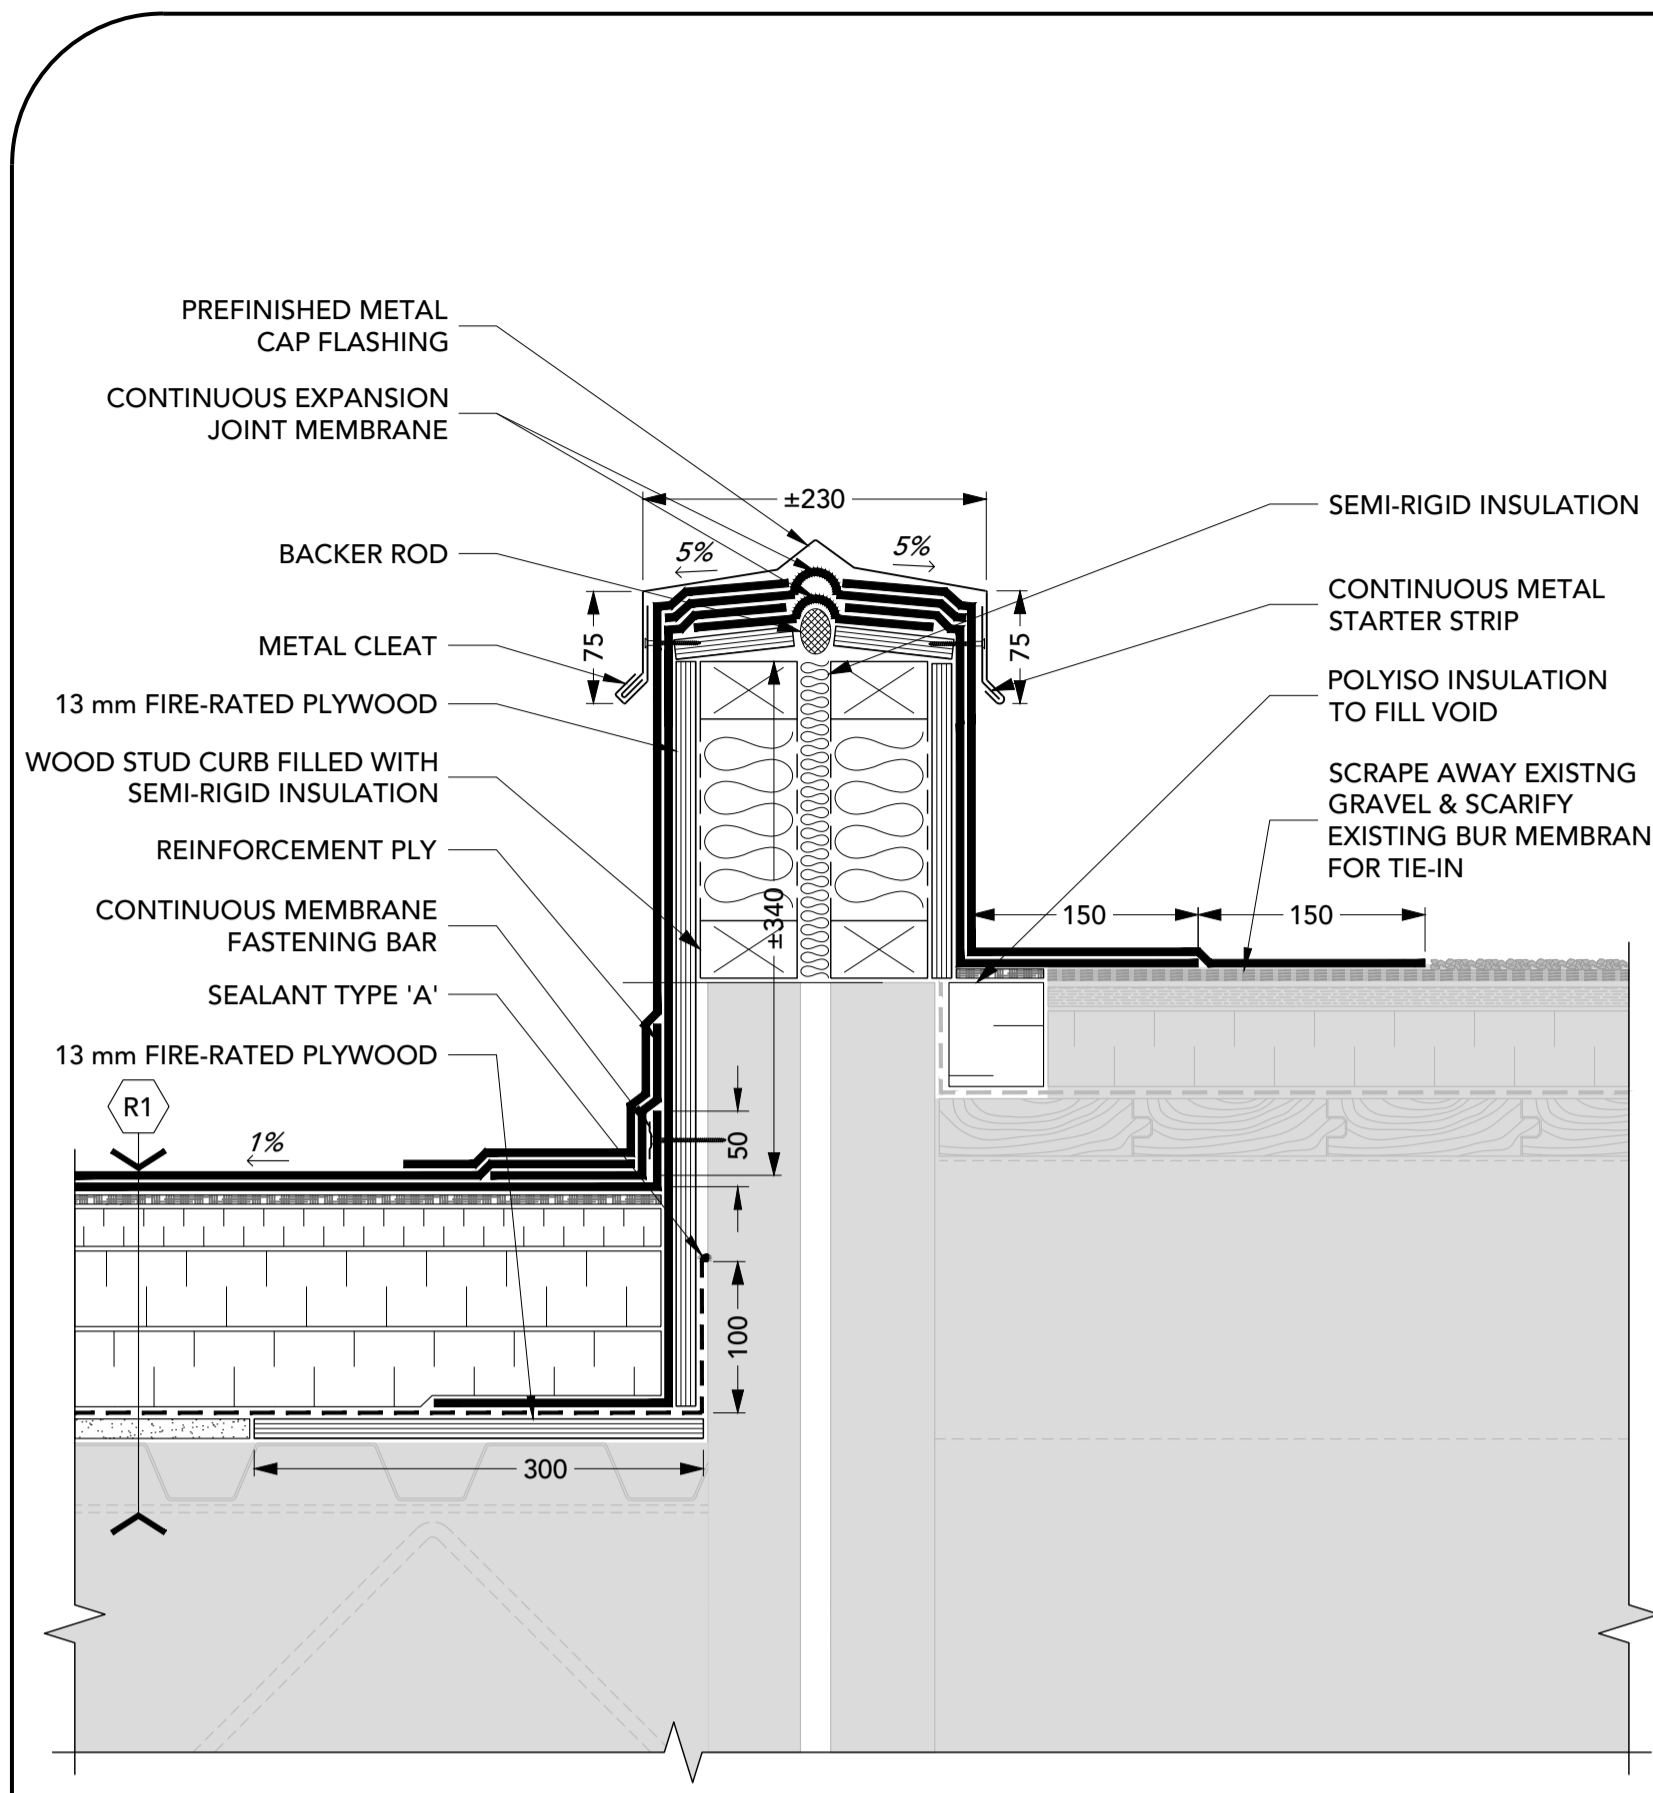 PREFINISHED METAL
CAP FLASHING
CONTINUOUS EXPANSION
JOINT MEMBRANE
BACKER ROD
METAL CLEAT
13 mm FIRE-RATED PLYWOOD
WOOD STUD CURB FILLED WITH
SEMI-RIGID INSULATION
REINFORCEMENT PLY
CONTINUOUS MEMBRANE
FASTENING BAR
SEALANT TYPE 'A'
13 mm FIRE-RATED PLYWOOD
R1
1%
±230
5%
5%
75
75
±340
50
100
300
SEMI-RIGID INSULATION
CONTINUOUS METAL
STARTER STRIP
POLYISO INSULATION
TO FILL VOID
SCRAPE AWAY EXISTNG
GRAVEL & SCARIFY
EXISTING BUR MEMBRAN
FOR TIE-IN
150
150